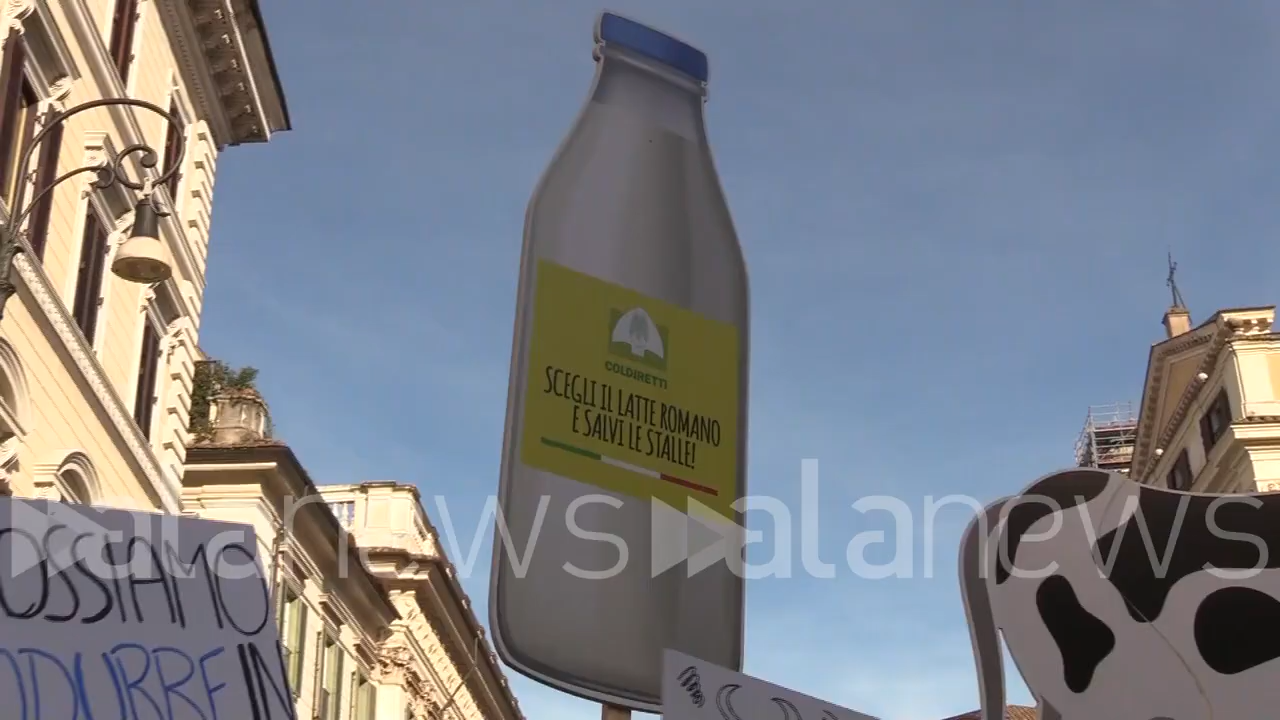 COLDIRETTI
SCEGLI IL LATTE ROMANO
E SALVI LE STALLE!
alanews alanews
OSSIAMO
ODURRE IN